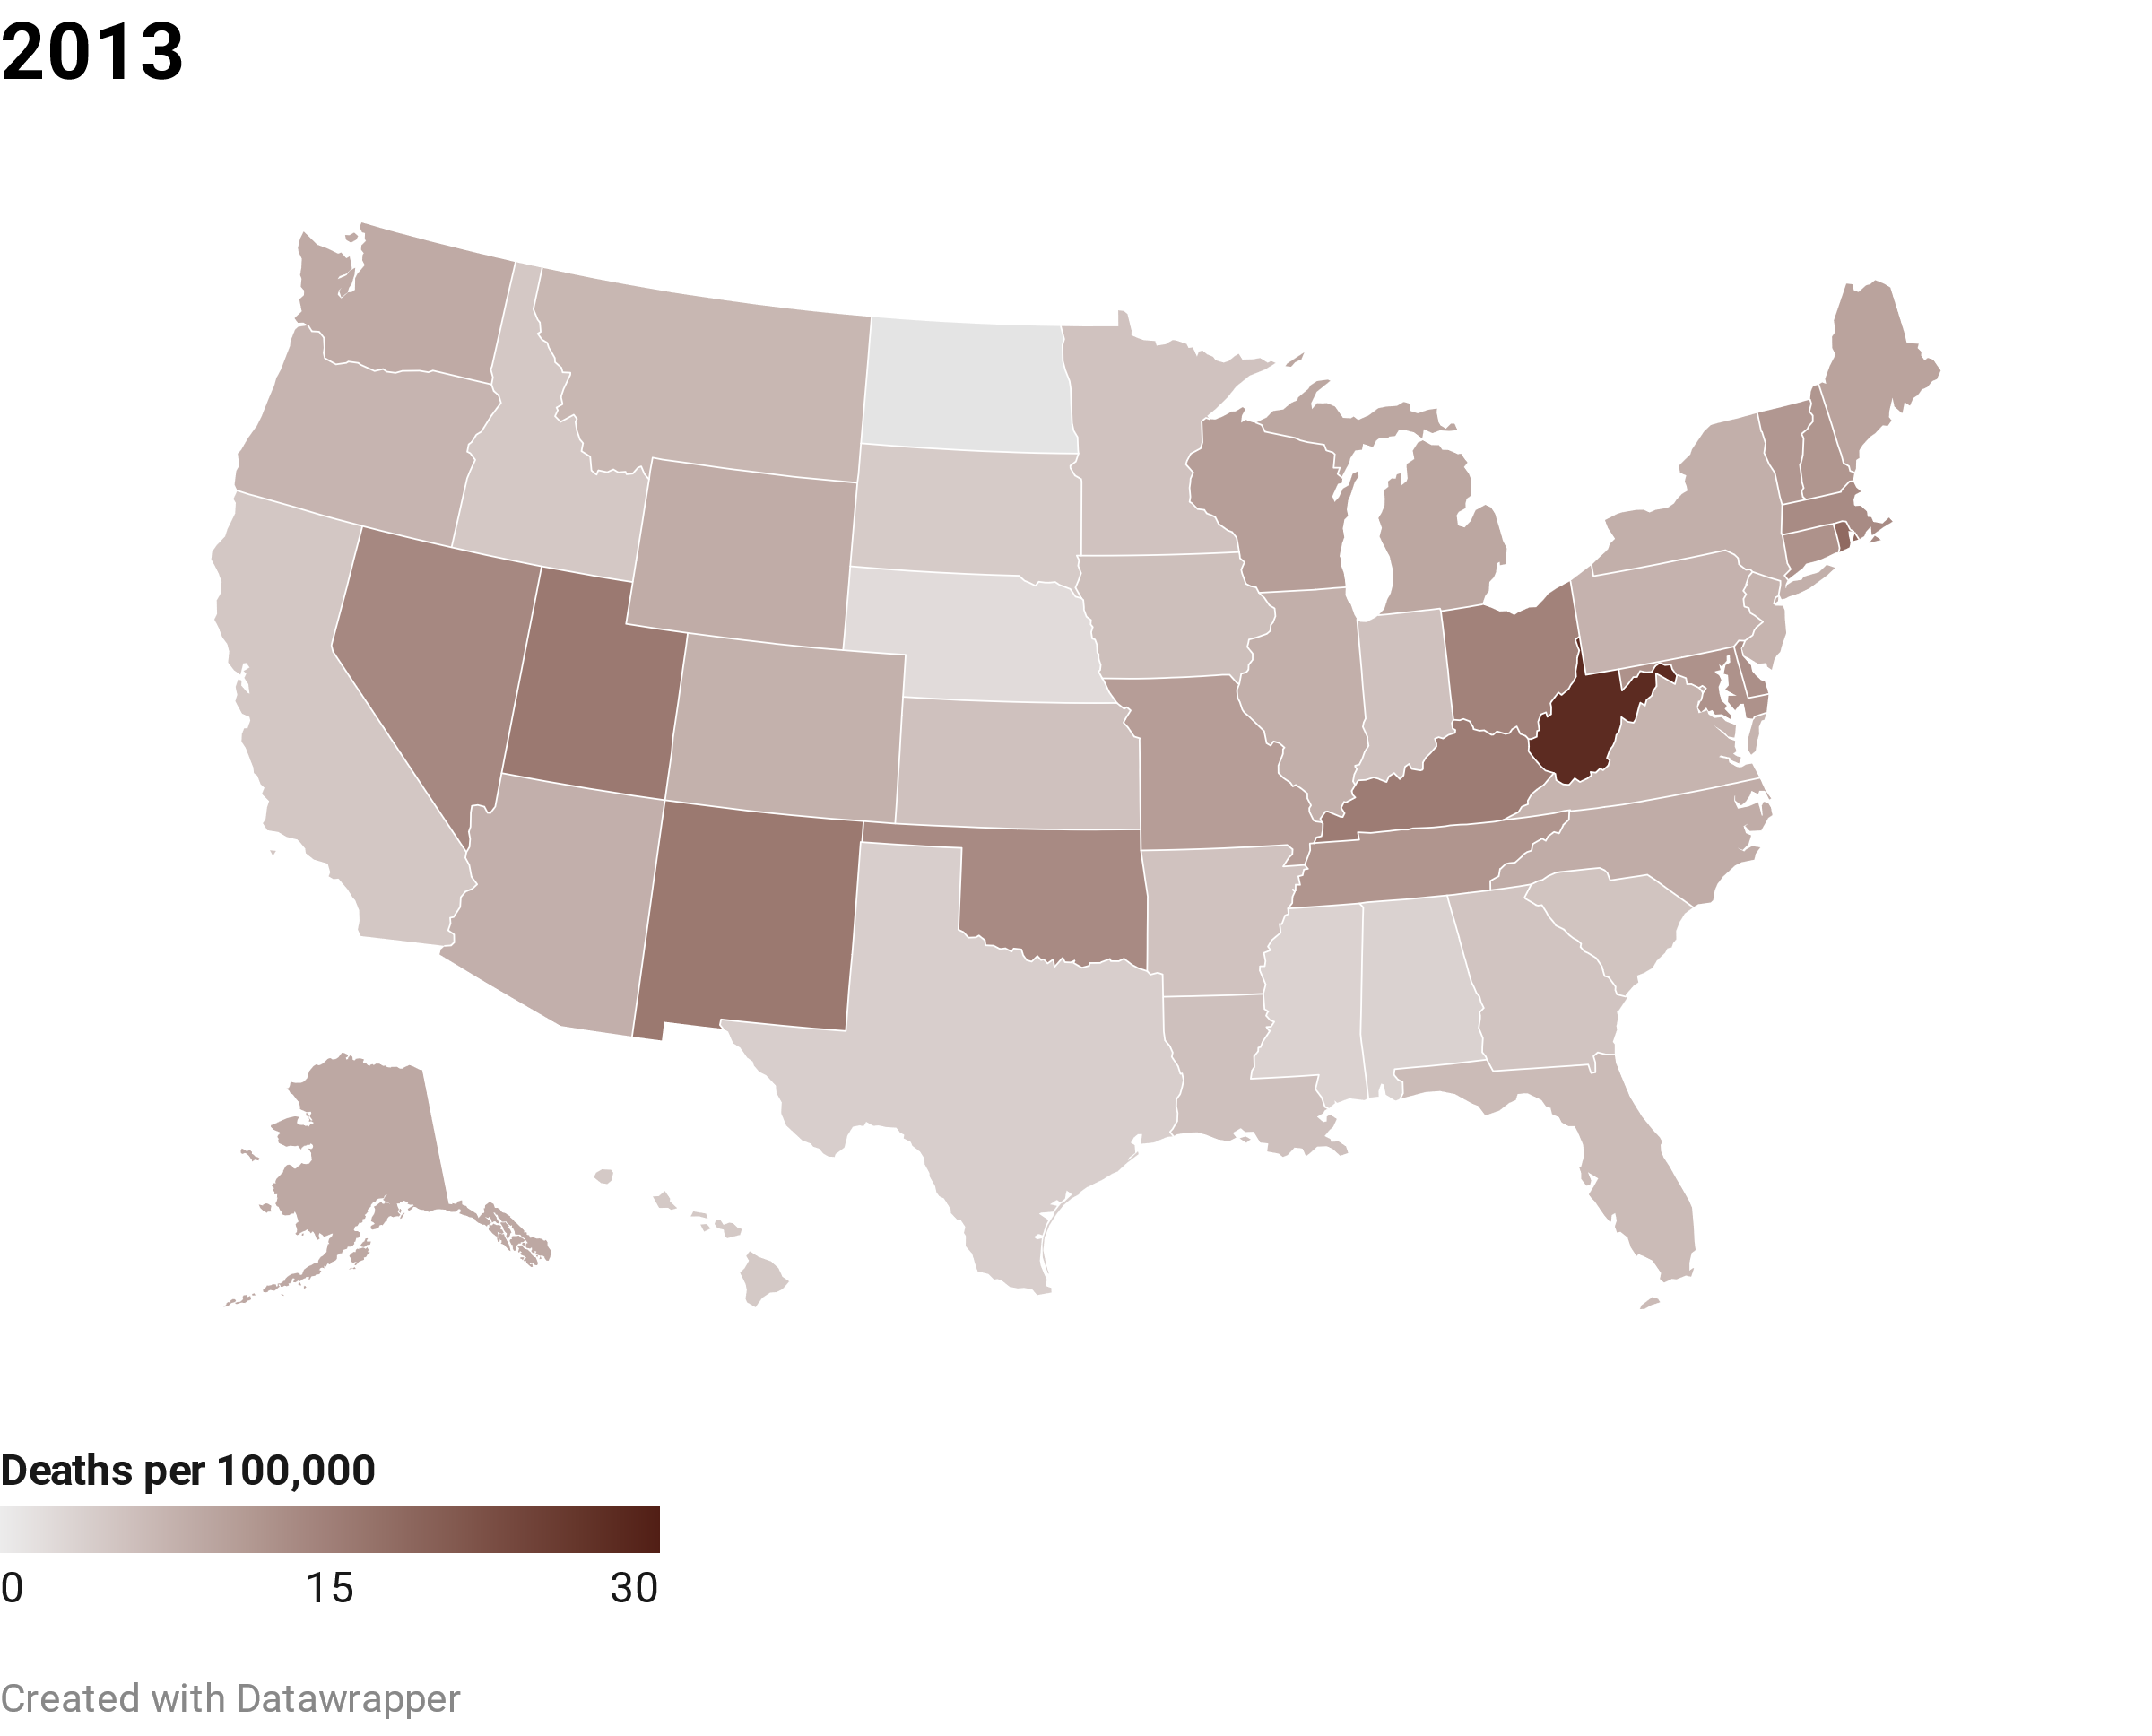 2013
Deaths per 100,000
0 15 30
Created with Datawrapper